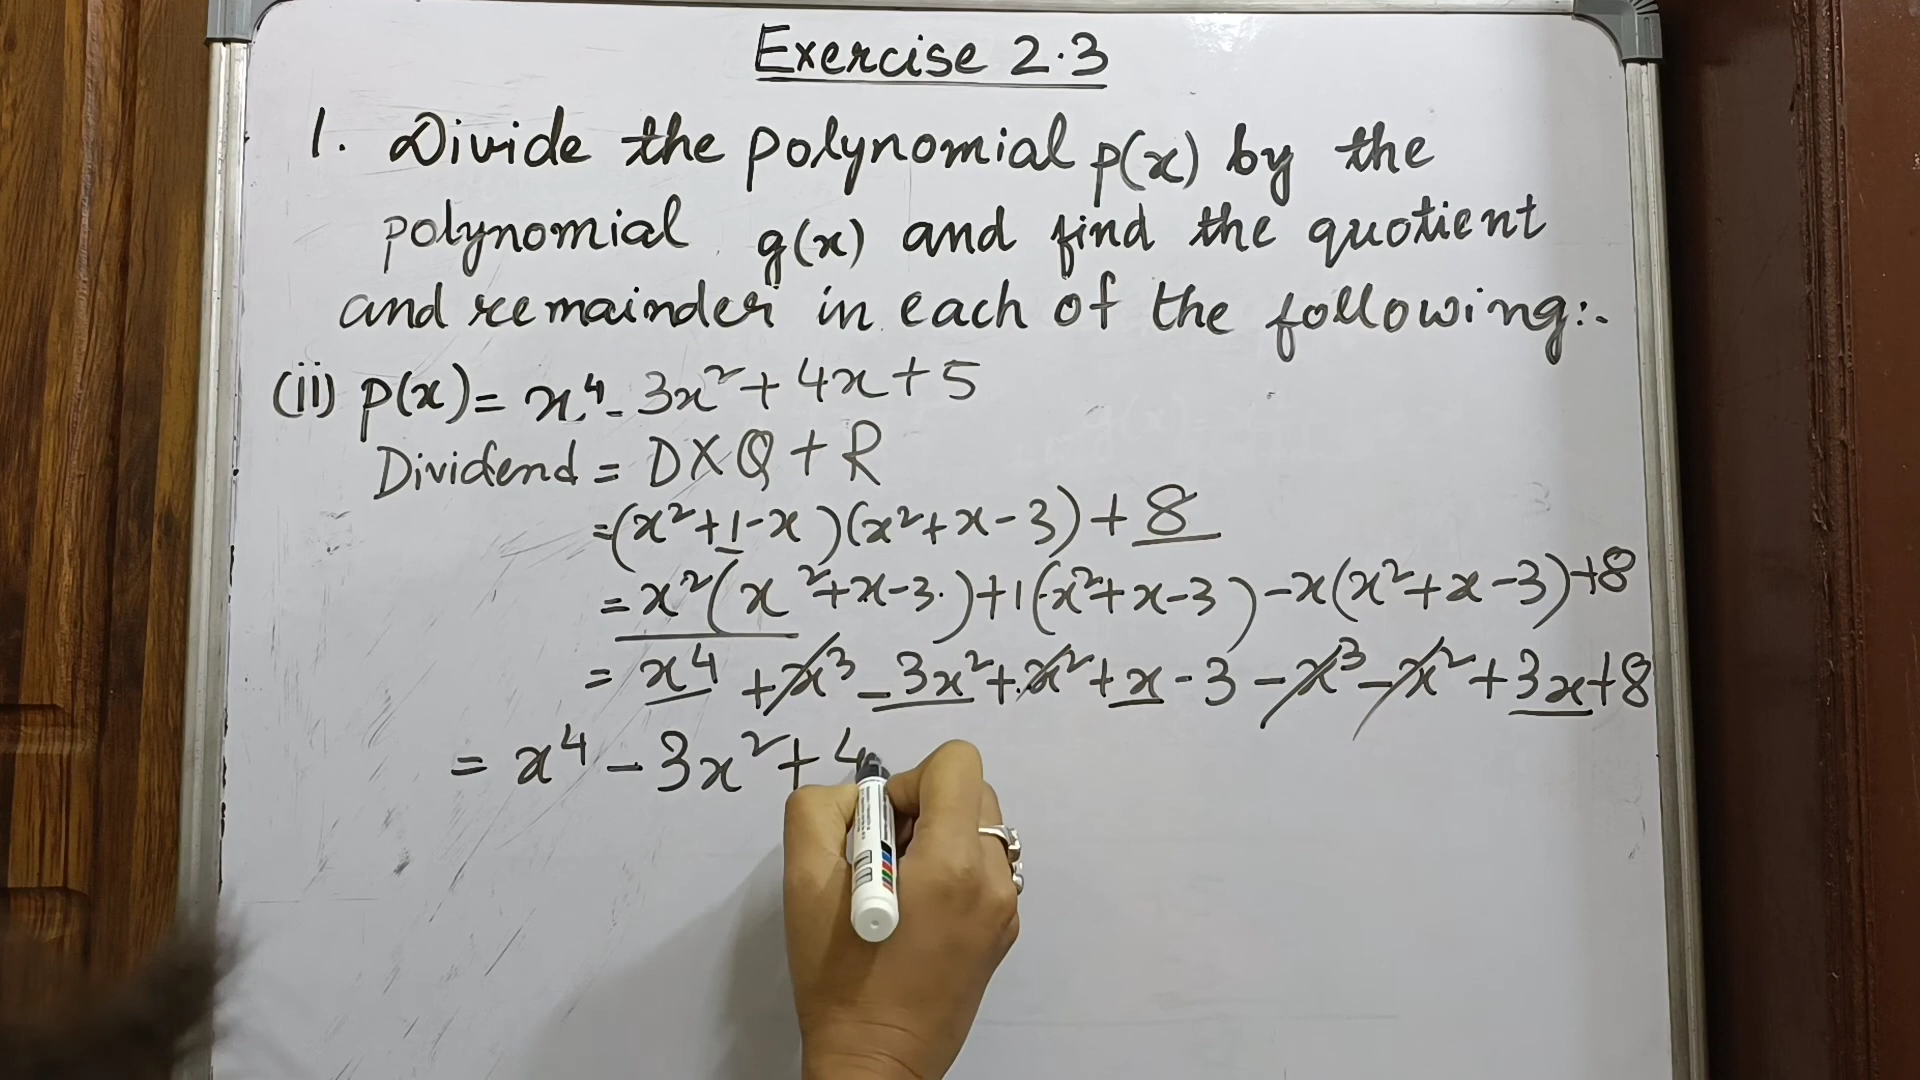 Exercise 2.3
1. Divide the polynomial p(x) by the
polynomial g(x) and find the quotient
and remainder in each of the following:-
(ii) p(x) = x⁴ - 3x² + 4x + 5
Dividend = D X Q + R
= (x² + 1 - x)(x² + x - 3) + 8
= x²(x² + x - 3) + 1(x² + x - 3) - x(x² + x - 3) + 8
= x⁴ + x³ - 3x² + x² + x - 3 - x³ - x² + 3x + 8
= x⁴ - 3x² + 4